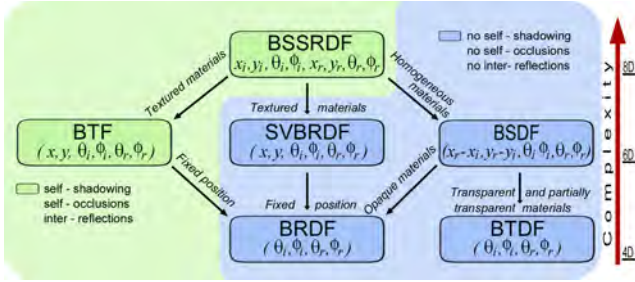 BSSRDF
x_i, y_i, θ_i, ϕ_i, x_r, y_r, θ_r, ϕ_r
no self - shadowing
no self - occlusions
no inter- reflections
Textured materials
Textured materials
Homogeneous
materials
BTF
( x, y, θ_i, ϕ_i, θ_r, ϕ_r )
SVBRDF
( x, y, θ_i, ϕ_i, θ_r, ϕ_r )
BSDF
(x_r - x_i, y_r - y_i, θ_i ϕ_i, θ_r, ϕ_r )
self - shadowing
self - occlusions
inter - reflections
Fixed position
Fixed position
Opaque materials
Transparent and partially
transparent materials
BRDF
( θ_i, ϕ_i, θ_r, ϕ_r )
BTDF
( θ_i, ϕ_i, θ_r, ϕ_r )
Complexity
8D
6D
4D